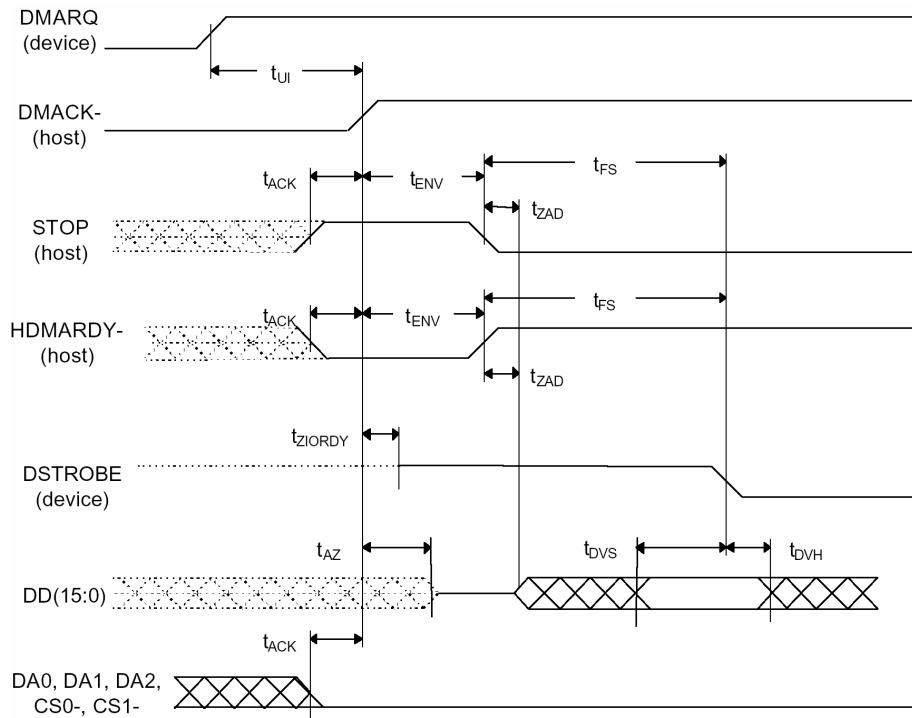 DMARQ
(device)
tUI
DMACK-
(host)
tACK
tENV
tFS
tZAD
STOP
(host)
tACK
tENV
tFS
HDMARDY-
(host)
tZAD
tZIORDY
DSTROBE
(device)
tAZ
tDVS
tDVH
DD(15:0)
tACK
DA0, DA1, DA2,
CS0-, CS1-